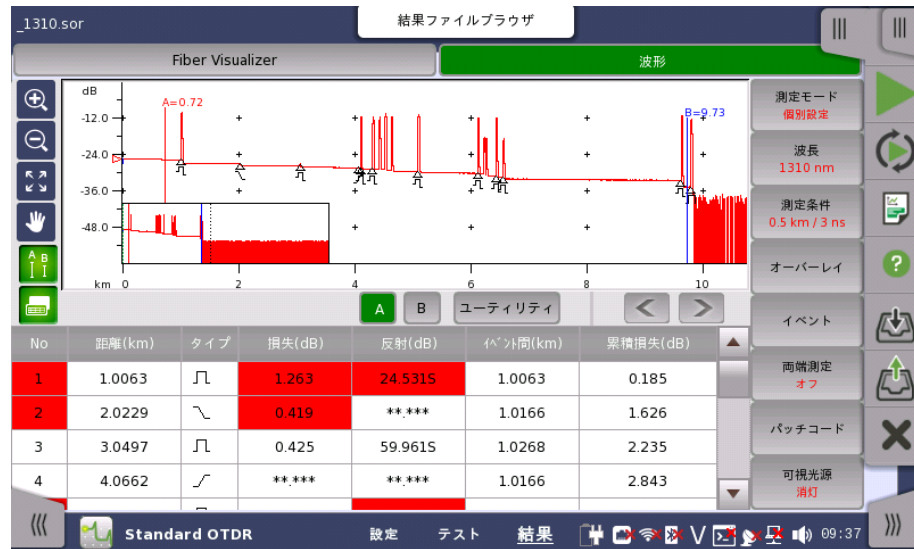 _1310.sor
結果ファイルブラウザ
Fiber Visualizer
波形
dB
A=0.72
B=9.73
-12.0
-24.0
-36.0
-48.0
km 0 2 4 6 8 10
A B
A B ユーティリティ
測定モード
個別設定
波長
1310 nm
測定条件
0.5 km / 3 ns
オーバーレイ
イベント
両端測定
オフ
パッチコード
可視光源
消灯
No 距離(km) タイプ 損失(dB) 反射(dB) ｲﾍﾞﾝﾄ間(km) 累積損失(dB)
1 1.0063 1.263 24.531S 1.0063 0.185
2 2.0229 0.419 **.*** 1.0166 1.626
3 3.0497 0.425 59.961S 1.0268 2.235
4 4.0662 **.*** **.*** 1.0166 2.843
Standard OTDR 設定 テスト 結果 09:37